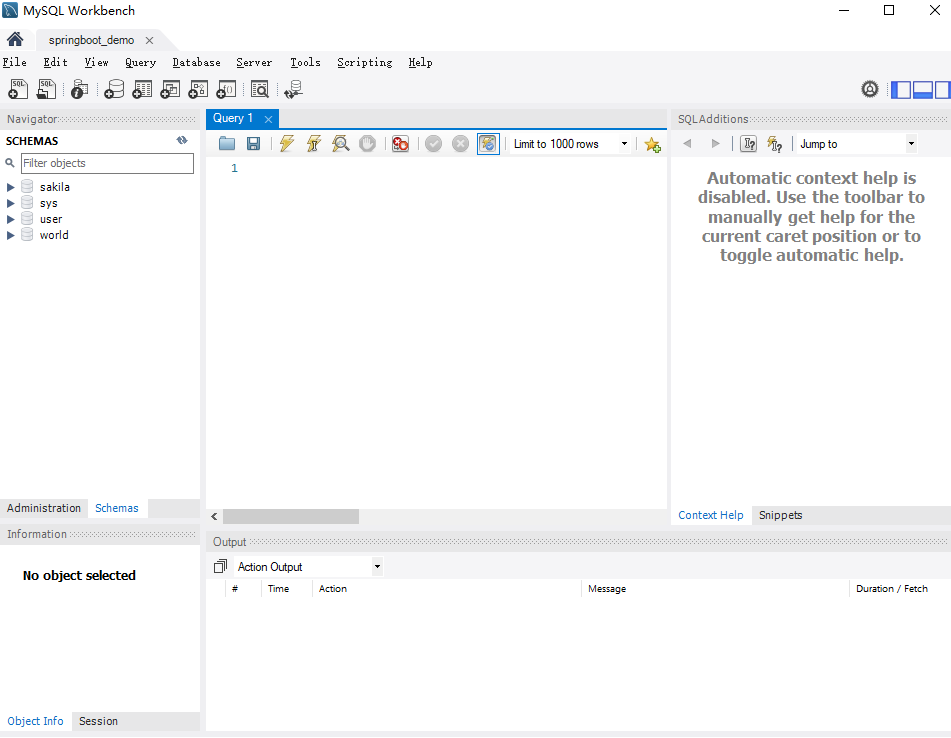 MySQL Workbench
springboot_demo
File Edit View Query Database Server Tools Scripting Help
Navigator
SCHEMAS
Filter objects
sakila
sys
user
world
Administration Schemas
Information
No object selected
Object Info Session
Query 1
Limit to 1000 rows
1
SQLAdditions
Jump to
Automatic context help is
disabled. Use the toolbar to
manually get help for the
current caret position or to
toggle automatic help.
Context Help Snippets
Output
Action Output
# Time Action Message Duration / Fetch